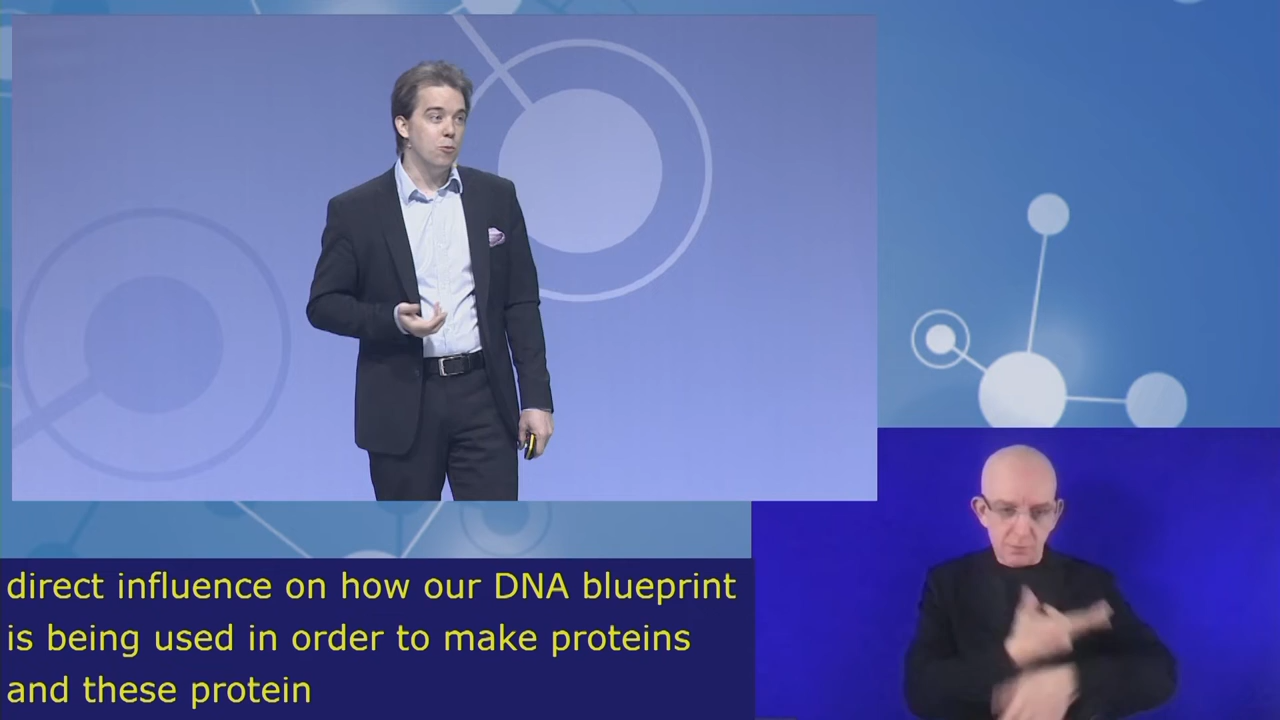 direct influence on how our DNA blueprint
is being used in order to make proteins
and these protein